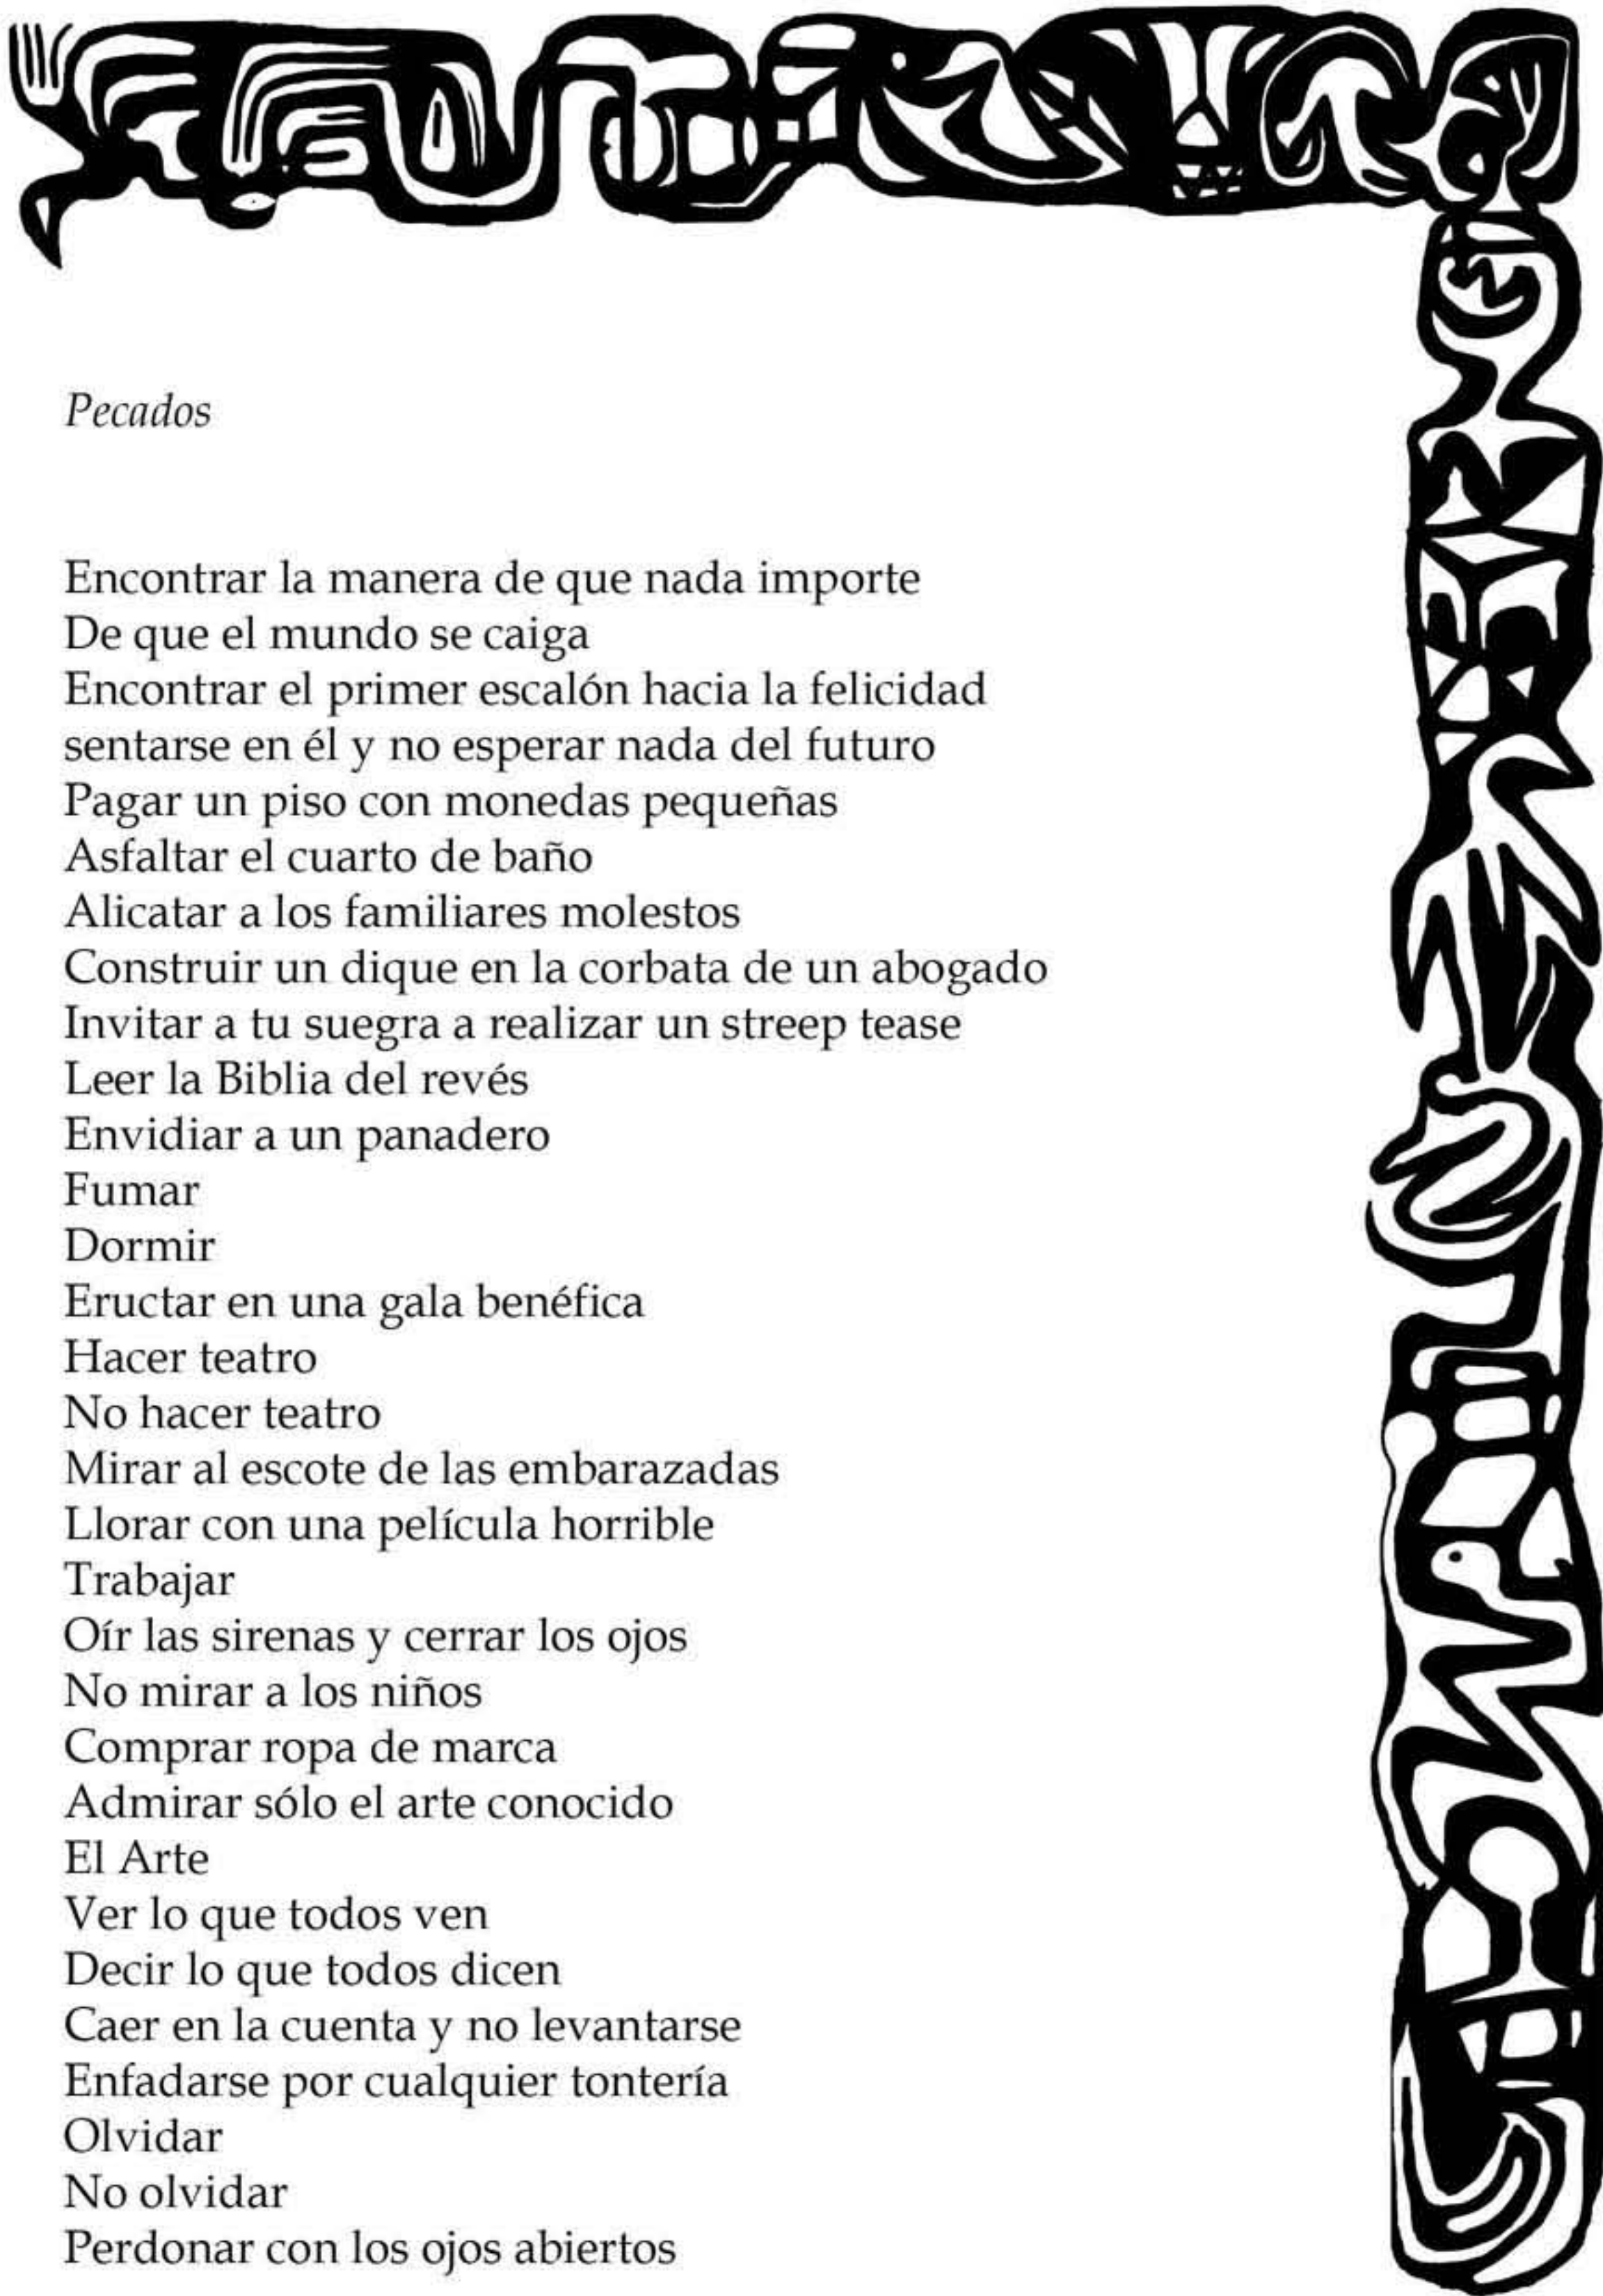 Pecados
Encontrar la manera de que nada importe
De que el mundo se caiga
Encontrar el primer escalón hacia la felicidad
sentarse en él y no esperar nada del futuro
Pagar un piso con monedas pequeñas
Asfaltar el cuarto de baño
Alicatar a los familiares molestos
Construir un dique en la corbata de un abogado
Invitar a tu suegra a realizar un streep tease
Leer la Biblia del revés
Envidiar a un panadero
Fumar
Dormir
Eructar en una gala benéfica
Hacer teatro
No hacer teatro
Mirar al escote de las embarazadas
Llorar con una película horrible
Trabajar
Oír las sirenas y cerrar los ojos
No mirar a los niños
Comprar ropa de marca
Admirar sólo el arte conocido
El Arte
Ver lo que todos ven
Decir lo que todos dicen
Caer en la cuenta y no levantarse
Enfadarse por cualquier tontería
Olvidar
No olvidar
Perdonar con los ojos abiertos